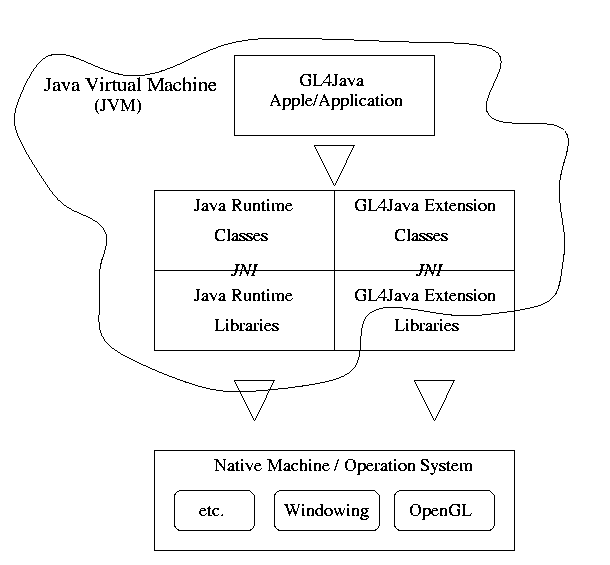 Java Virtual Machine
(JVM)
GL4Java
Apple/Application
Java Runtime
Classes
GL4Java Extension
Classes
JNI
JNI
Java Runtime
Libraries
GL4Java Extension
Libraries
Native Machine / Operation System
etc.
Windowing
OpenGL